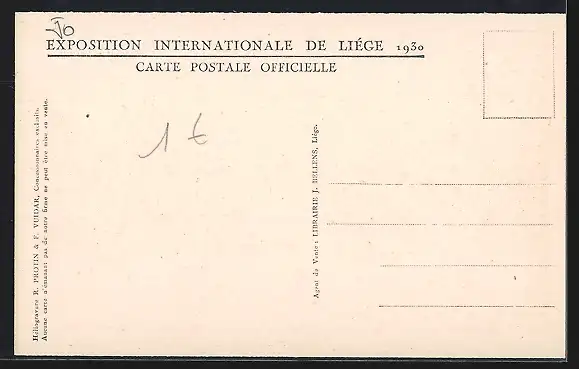 EXPOSITION INTERNATIONALE DE LIÉGE 1930
CARTE POSTALE OFFICIELLE
1 €
Héliogravure R. PROTIN & F. VUIDAR, Concessionnaires exclusifs.
Aucune carte n'émanant pas de notre firme ne peut être mise en vente.
Agent de Vente : LIBRAIRIE J. BELLENS, Liége.